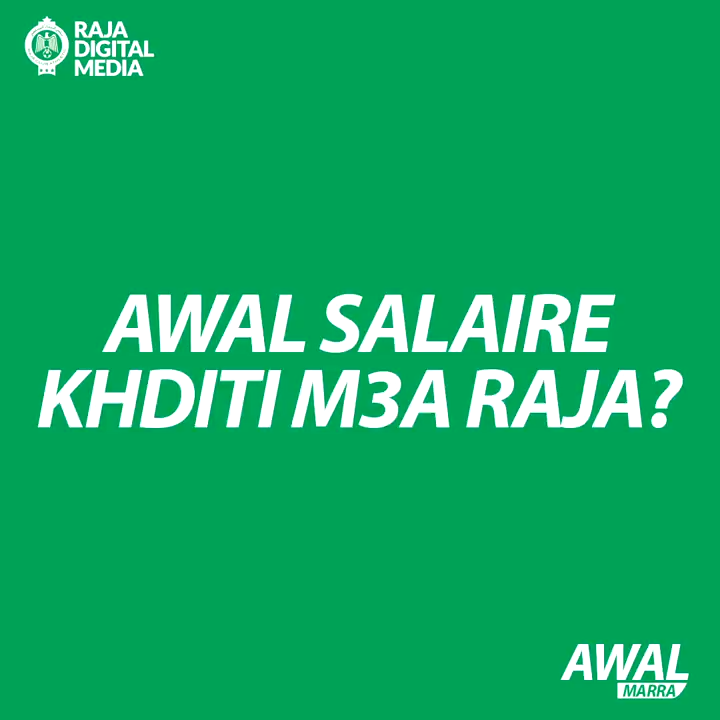 RAJA
DIGITAL
MEDIA
AWAL SALAIRE
KHDITI M3A RAJA?
AWAL
MARRA